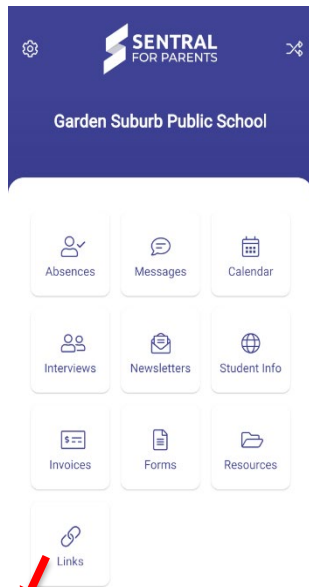 SENTRAL
FOR PARENTS
Garden Suburb Public School
Absences Messages Calendar
Interviews Newsletters Student Info
Invoices Forms Resources
Links